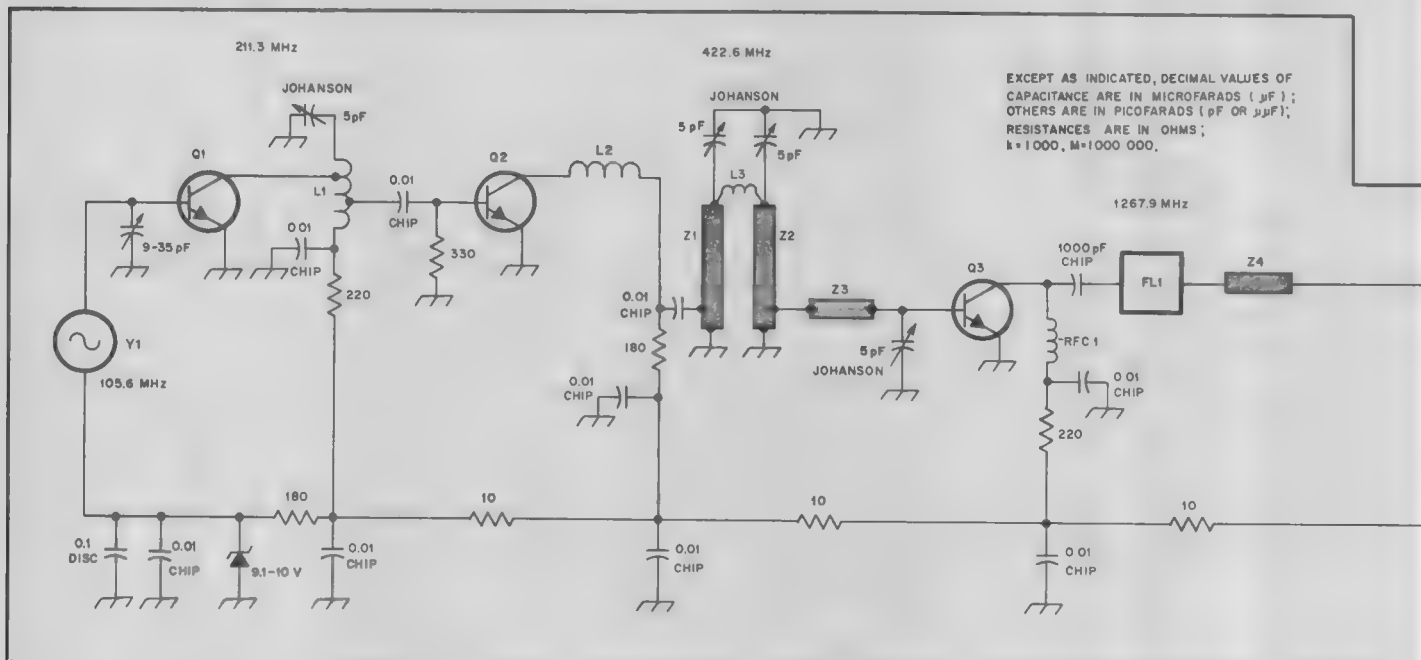 211.3 MHz
422.6 MHz
JOHANSON
5pF
JOHANSON
5 pF
5pF
EXCEPT AS INDICATED, DECIMAL VALUES OF
CAPACITANCE ARE IN MICROFARADS ( µF ) ;
OTHERS ARE IN PICOFARADS ( pF OR µµF);
RESISTANCES ARE IN OHMS ;
k=1000, M=1000 000.
Q1
Q2
L2
L3
L1
0.01
CHIP
9-35 pF
0.01
CHIP
330
220
Z1
Z2
1267.9 MHz
1000 pF
CHIP
Q3
FL1
Z4
Z3
0.01
CHIP
180
5pF
JOHANSON
RFC 1
0.01
CHIP
0.01
CHIP
220
Y1
105.6 MHz
180
10
10
10
0.1
DISC
0.01
CHIP
9.1-10 V
0.01
CHIP
0.01
CHIP
0.01
CHIP